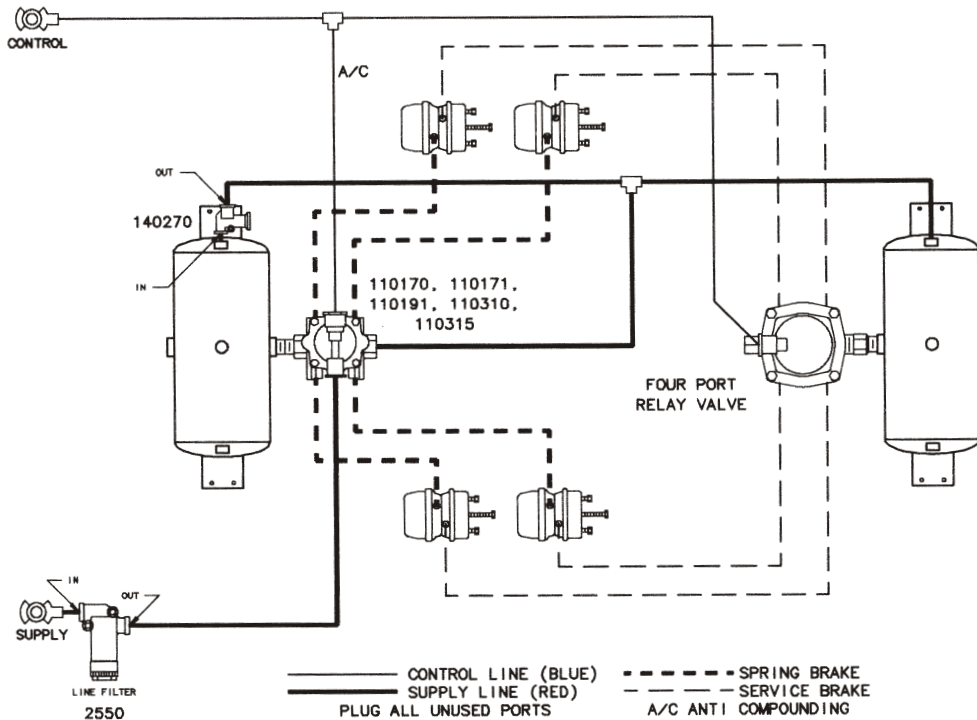 CONTROL
A/C
OUT
140270
IN
110170, 110171,
110191, 110310,
110315
FOUR PORT
RELAY VALVE
IN
OUT
SUPPLY
LINE FILTER
2550
CONTROL LINE (BLUE)
SUPPLY LINE (RED)
PLUG ALL UNUSED PORTS
SPRING BRAKE
SERVICE BRAKE
A/C ANTI COMPOUNDING